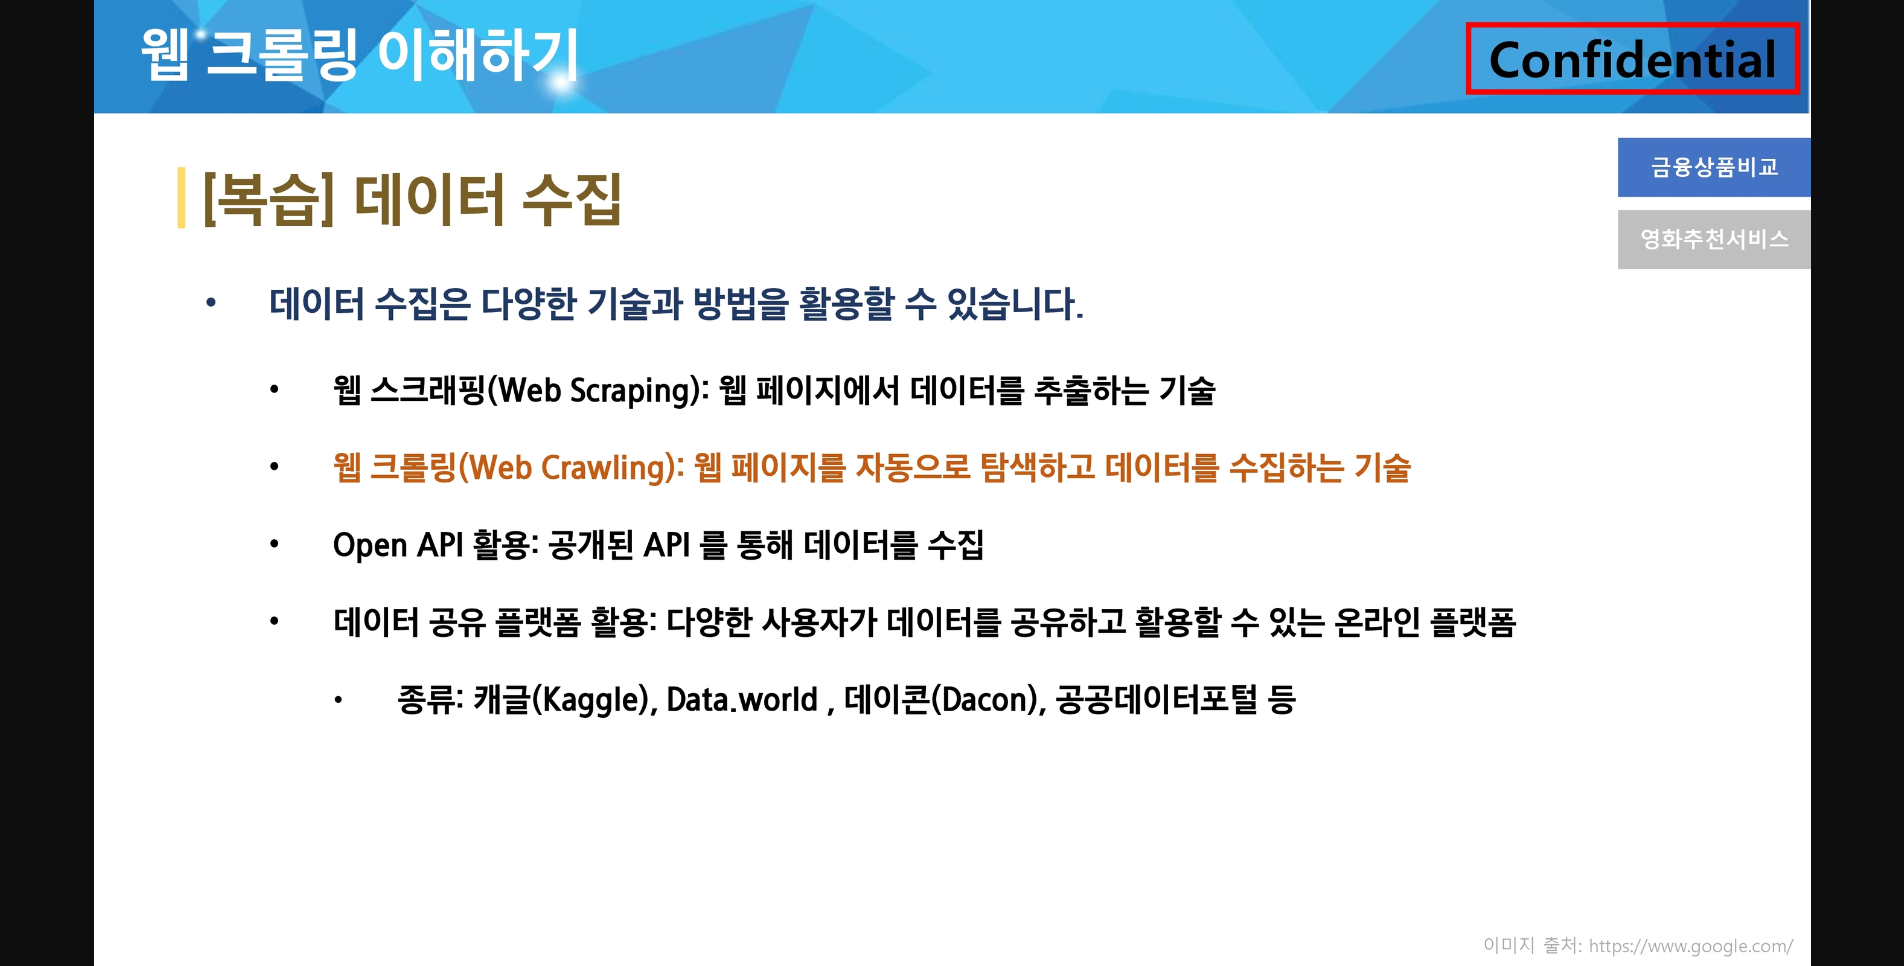 웹 크롤링 이해하기
Confidential
금융상품비교
영화추천서비스
[복습] 데이터 수집
• 데이터 수집은 다양한 기술과 방법을 활용할 수 있습니다.
• 웹 스크래핑(Web Scraping): 웹 페이지에서 데이터를 추출하는 기술
• 웹 크롤링(Web Crawling): 웹 페이지를 자동으로 탐색하고 데이터를 수집하는 기술
• Open API 활용: 공개된 API 를 통해 데이터를 수집
• 데이터 공유 플랫폼 활용: 다양한 사용자가 데이터를 공유하고 활용할 수 있는 온라인 플랫폼
• 종류: 캐글(Kaggle), Data.world , 데이콘(Dacon), 공공데이터포털 등
이미지 출처: https://www.google.com/